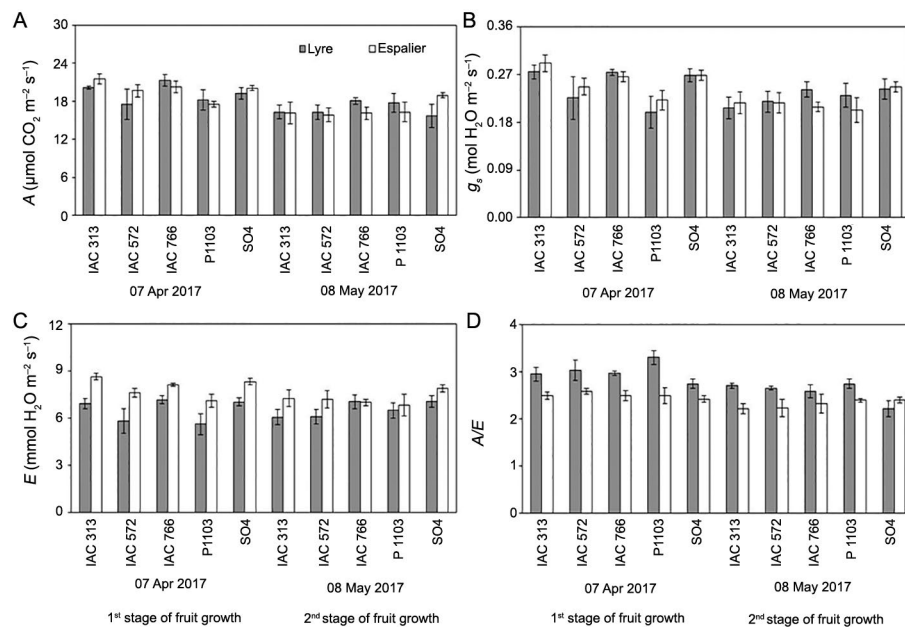 A
A (µmol CO2 m−2 s−1)
30
24
18
12
6
0
Lyre
Espalier
IAC 313
IAC 572
IAC 766
P1103
SO4
IAC 313
IAC 572
IAC 766
P 1103
SO4
07 Apr 2017
08 May 2017
B
gs (mol H2O m−2 s−1)
0.36
0.27
0.18
0.09
0.00
IAC 313
IAC 572
IAC 766
P 1103
SO4
IAC 313
IAC 572
IAC 766
P 1103
SO4
07 Apr 2017
08 May 2017
C
E (mmol H2O m−2 s−1)
12
9
6
3
0
IAC 313
IAC 572
IAC 766
P1103
SO4
IAC 313
IAC 572
IAC 766
P 1103
SO4
07 Apr 2017
08 May 2017
1st stage of fruit growth
2nd stage of fruit growth
D
A/E
4
3
2
1
0
IAC 313
IAC 572
IAC 766
P1103
SO4
IAC 313
IAC 572
IAC 766
P 1103
SO4
07 Apr 2017
08 May 2017
1st stage of fruit growth
2nd stage of fruit growth